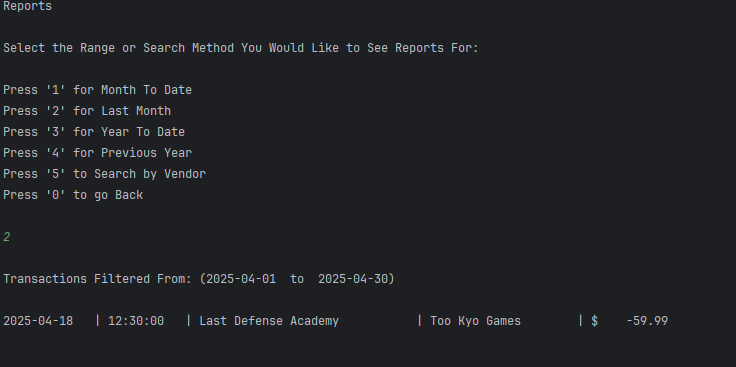 Reports
Select the Range or Search Method You Would Like to See Reports For:
Press '1' for Month To Date
Press '2' for Last Month
Press '3' for Year To Date
Press '4' for Previous Year
Press '5' to Search by Vendor
Press '0' to go Back
2
Transactions Filtered From: (2025-04-01  to  2025-04-30)
2025-04-18   | 12:30:00   | Last Defense Academy           | Too Kyo Games        | $    -59.99